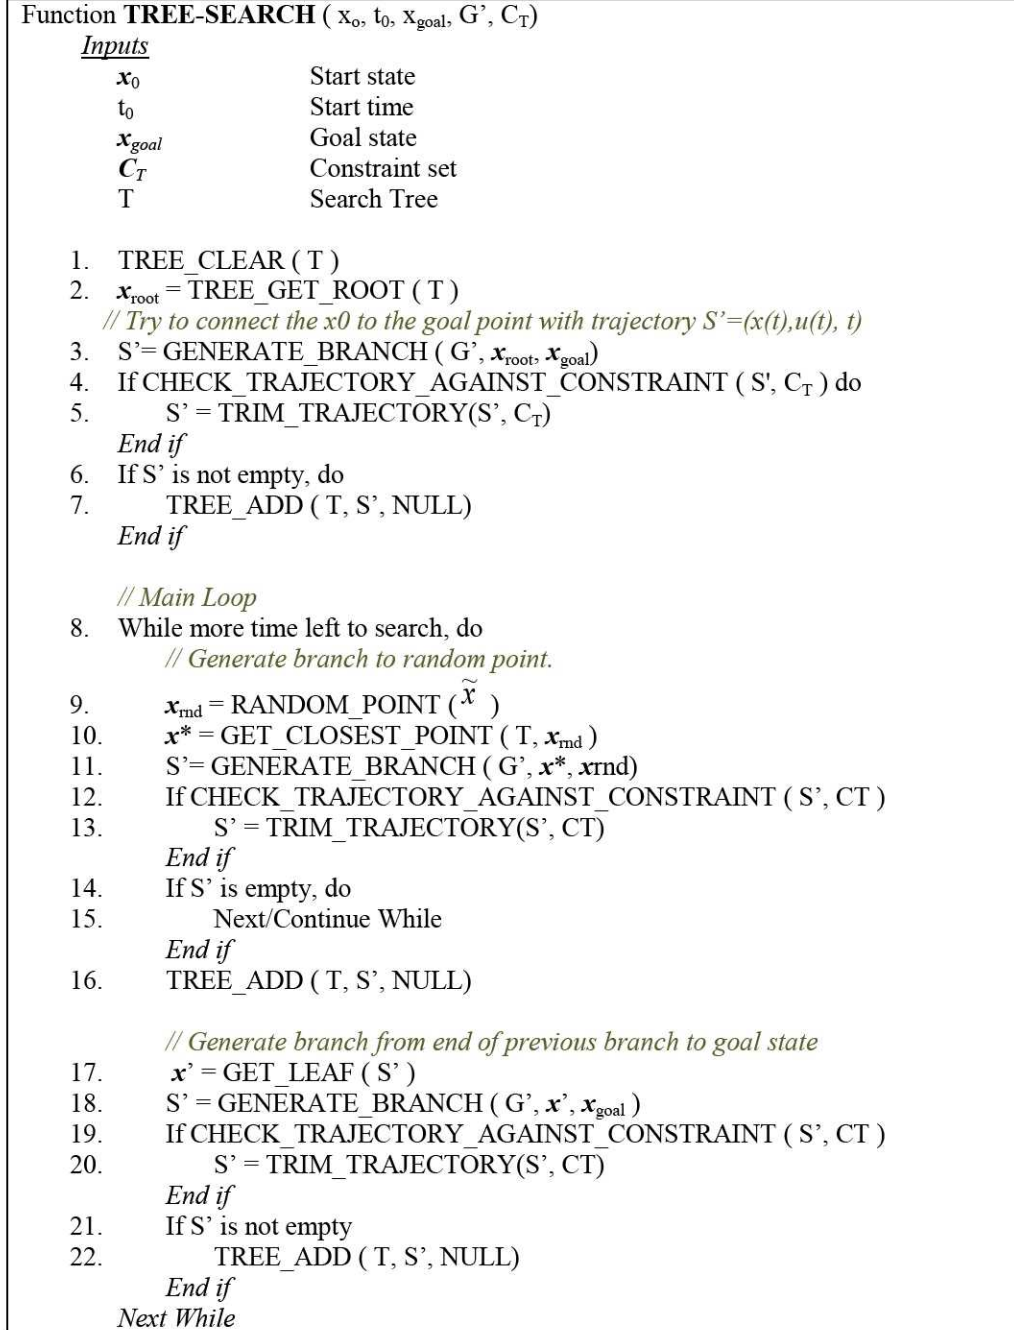 Function TREE-SEARCH ( xo, t0, xgoal, G’, CT)
Inputs
x0 Start state
t0 Start time
xgoal Goal state
CT Constraint set
T Search Tree
1. TREE_CLEAR ( T )
2. xroot = TREE_GET_ROOT ( T )
// Try to connect the x0 to the goal point with trajectory S’=(x(t),u(t), t)
3. S’= GENERATE_BRANCH ( G’, xroot, xgoal)
4. If CHECK_TRAJECTORY_AGAINST_CONSTRAINT ( S', CT ) do
5. S’ = TRIM_TRAJECTORY(S’, CT)
End if
6. If S’ is not empty, do
7. TREE_ADD ( T, S’, NULL)
End if
// Main Loop
8. While more time left to search, do
// Generate branch to random point.
9. xrnd = RANDOM_POINT ( x̃ )
10. x* = GET_CLOSEST_POINT ( T, xrnd )
11. S’= GENERATE_BRANCH ( G’, x*, xrnd)
12. If CHECK_TRAJECTORY_AGAINST_CONSTRAINT ( S’, CT )
13. S’ = TRIM_TRAJECTORY(S’, CT)
End if
14. If S’ is empty, do
15. Next/Continue While
End if
16. TREE_ADD ( T, S’, NULL)
// Generate branch from end of previous branch to goal state
17. x’ = GET_LEAF ( S’ )
18. S’ = GENERATE_BRANCH ( G’, x’, xgoal )
19. If CHECK_TRAJECTORY_AGAINST_CONSTRAINT ( S’, CT )
20. S’ = TRIM_TRAJECTORY(S’, CT)
End if
21. If S’ is not empty
22. TREE_ADD ( T, S’, NULL)
End if
Next While